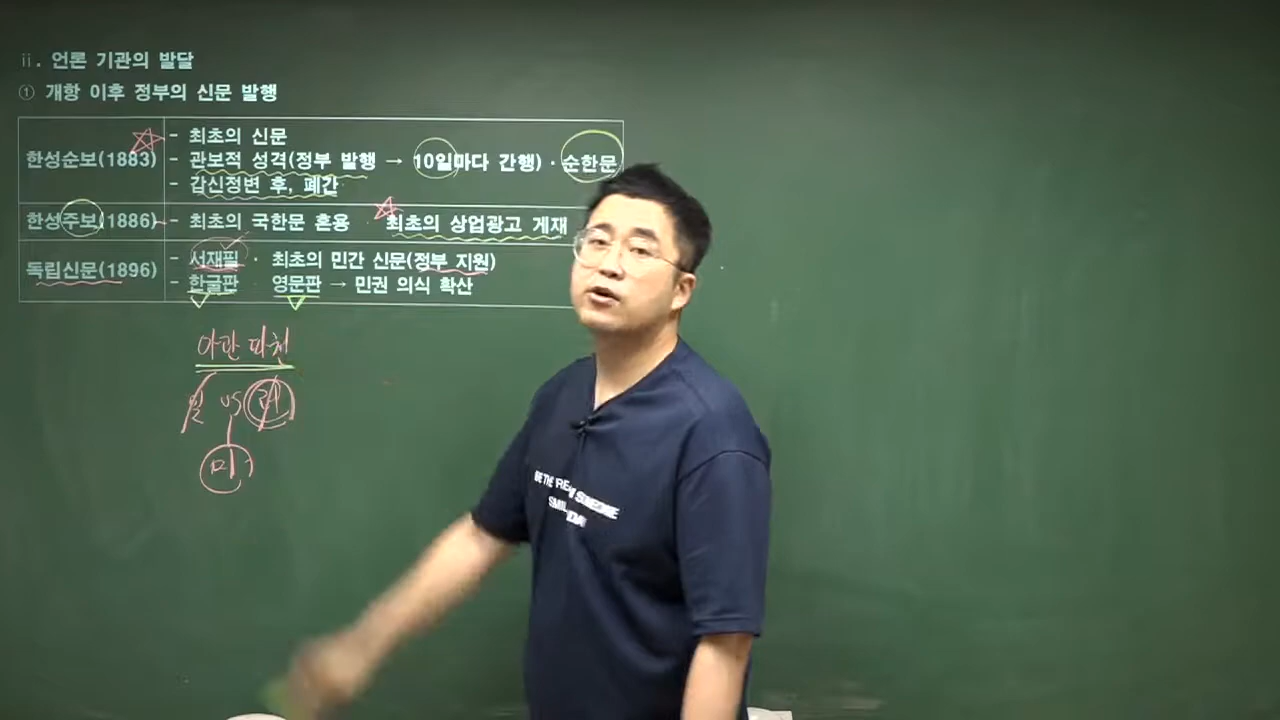 ⅱ. 언론 기관의 발달
① 개항 이후 정부의 신문 발행
한성순보(1883)
- 최초의 신문
- 관보적 성격(정부 발행 → 10일마다 간행)·순한문
- 갑신정변 후, 폐간
한성주보(1886)
- 최초의 국한문 혼용 · 최초의 상업광고 게재
독립신문(1896)
- 서재필 · 최초의 민간 신문(정부 지원)
- 한글판 영문판 → 민권 의식 확산
아관 파천
일 vs 러
미
BE THE